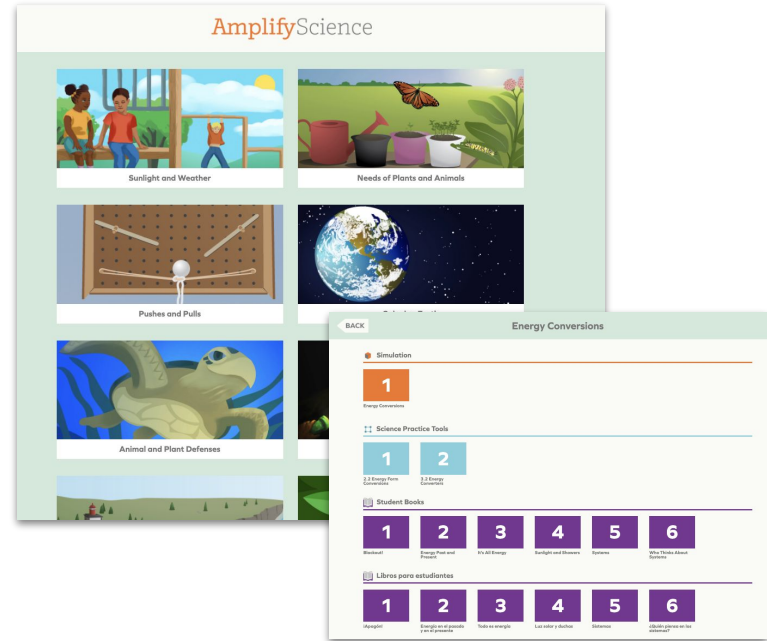 AmplifyScience
Sunlight and Weather
Needs of Plants and Animals
Pushes and Pulls
Animal and Plant Defenses
BACK
Energy Conversions
Simulation
1
Energy Conversions
Science Practice Tools
1 2
2.2 Energy Form
Conversions
3.2 Energy
Converters
Student Books
1 2 3 4 5 6
Blackout!
Energy Past and
Present
It's All Energy
Sunlight and Showers
Systems
Who Thinks About
Systems
Libros para estudiantes
1 2 3 4 5 6
¡Apagón!
Energía en el pasado
y en el presente
Todo es energía
Luz solar y duchas
Sistemas
¿Quién piensa en los
sistemas?